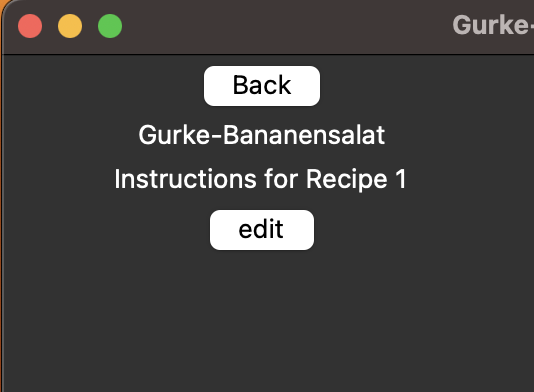 Gurke-
Back
Gurke-Bananensalat
Instructions for Recipe 1
edit